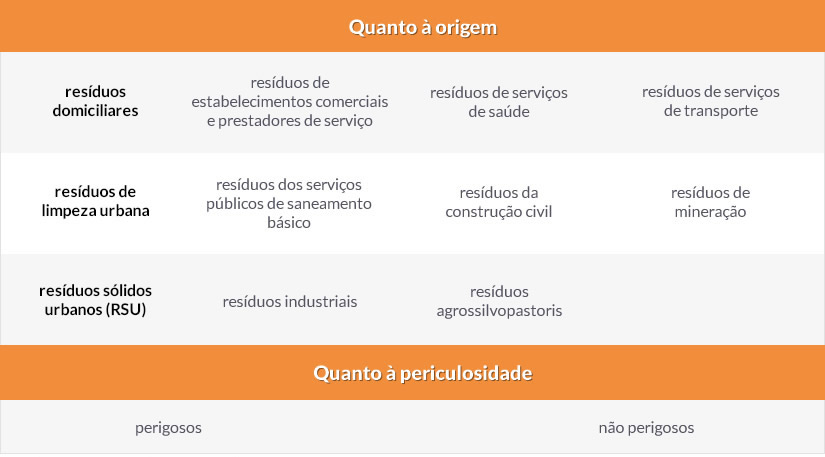 Quanto à origem
resíduos
domiciliares
resíduos de
estabelecimentos comerciais
e prestadores de serviço
resíduos de serviços
de saúde
resíduos de serviços
de transporte
resíduos de
limpeza urbana
resíduos dos serviços
públicos de saneamento
básico
resíduos da
construção civil
resíduos de
mineração
resíduos sólidos
urbanos (RSU)
resíduos industriais
resíduos
agrossilvopastoris
Quanto à periculosidade
perigosos
não perigosos